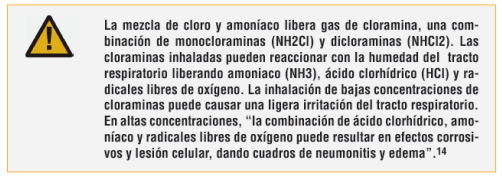 La mezcla de cloro y amoníaco libera gas de cloramina, una com-
binación de monocloraminas (NH2Cl) y dicloraminas (NHCl2). Las
cloraminas inhaladas pueden reaccionar con la humedad del tracto
respiratorio liberando amoniaco (NH3), ácido clorhídrico (HCl) y ra-
dicales libres de oxígeno. La inhalación de bajas concentraciones de
cloraminas puede causar una ligera irritación del tracto respiratorio.
En altas concentraciones, “la combinación de ácido clorhídrico, amo-
níaco y radicales libres de oxígeno puede resultar en efectos corrosi-
vos y lesión celular, dando cuadros de neumonitis y edema”.14